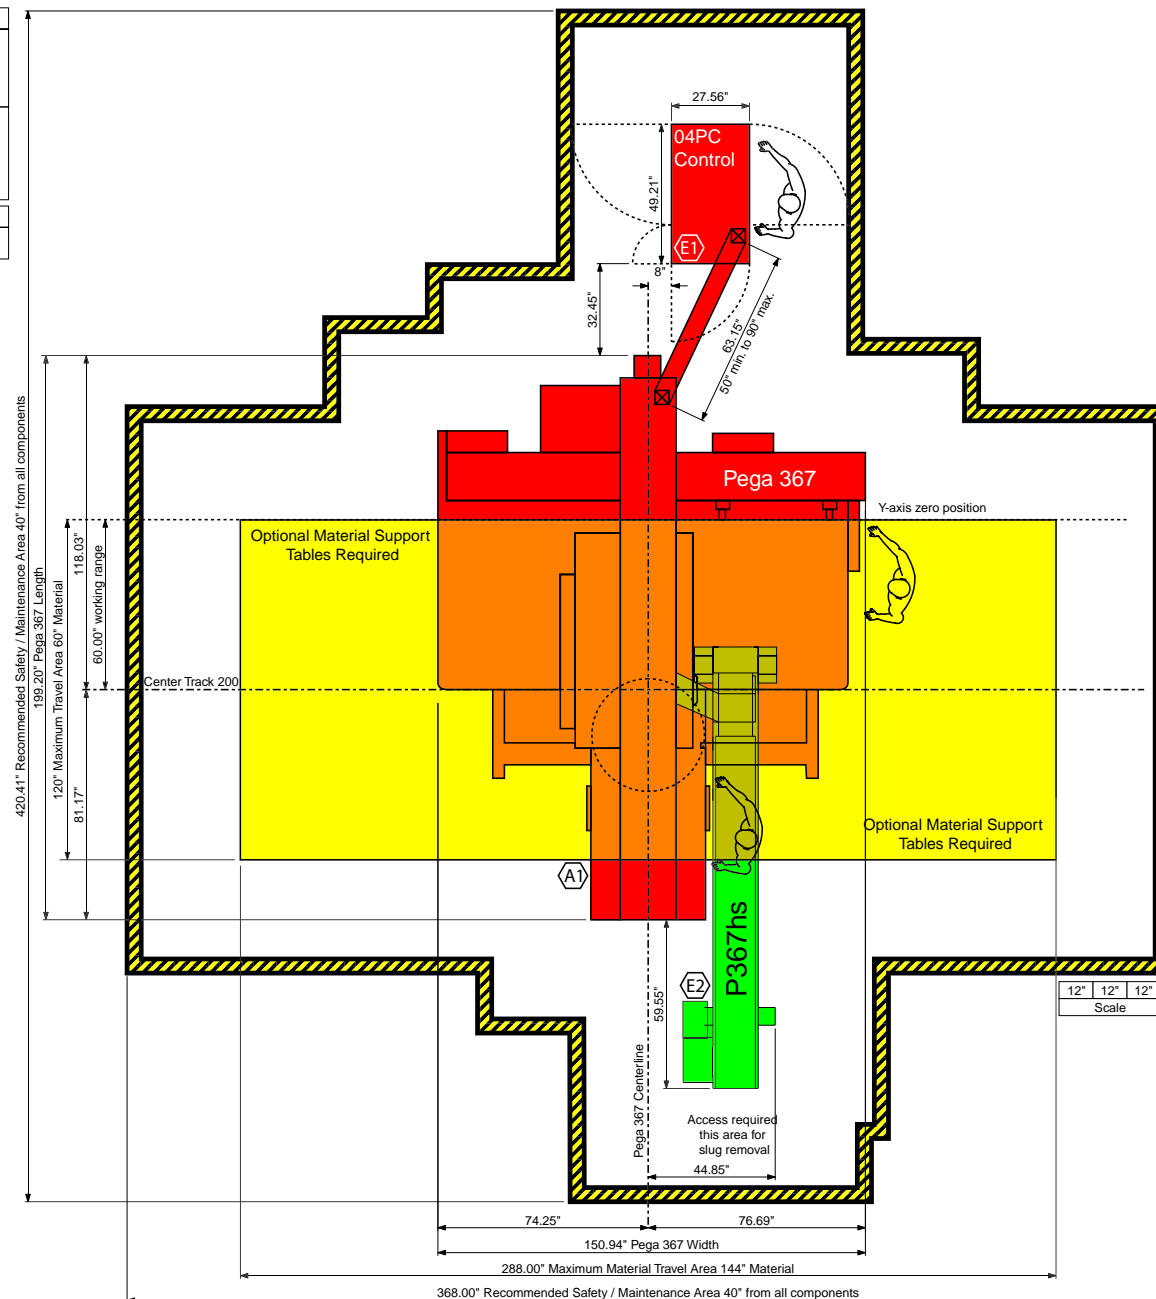 27.56"
04PC
Control
49.21"
E1
8"
32.45"
63.15"
50" min. to 90" max.
Pega 367
Y-axis zero position
Optional Material Support
Tables Required
420.41" Recommended Safety / Maintenance Area 40" from all components
199.20" Pega 367 Length
120" Maximum Travel Area 60" Material
118.03"
60.00" working range
Center Track 200
81.17"
Optional Material Support
Tables Required
A1
P367hs
E2
59.55"
12" 12" 12"
Scale
Pega 367 Centerline
Access required
this area for
slug removal
44.85"
74.25"
76.69"
150.94" Pega 367 Width
288.00" Maximum Material Travel Area 144" Material
368.00" Recommended Safety / Maintenance Area 40" from all components